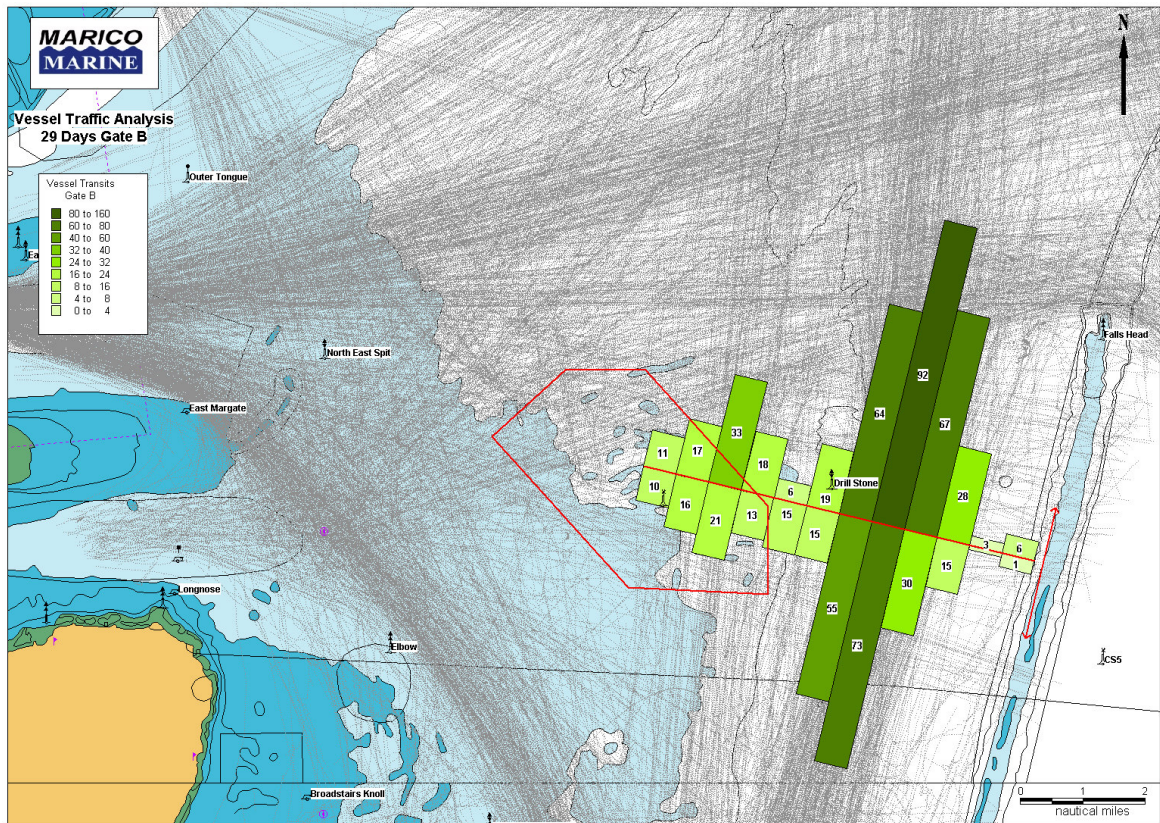 MARICO
MARINE
N
Vessel Traffic Analysis
29 Days Gate B
Vessel Transits
Gate B
80 to 160
60 to 80
40 to 60
32 to 40
24 to 32
16 to 24
8 to 16
4 to 8
0 to 4
Outer Tongue
North East Spit
East Margate
Longnose
Elbow
Broadstairs Knoll
Drill Stone
Falls Head
CS5
11
17
33
18
6
19
64
92
67
28
3
6
10
16
21
13
15
15
55
73
30
15
1
0 1 2
nautical miles